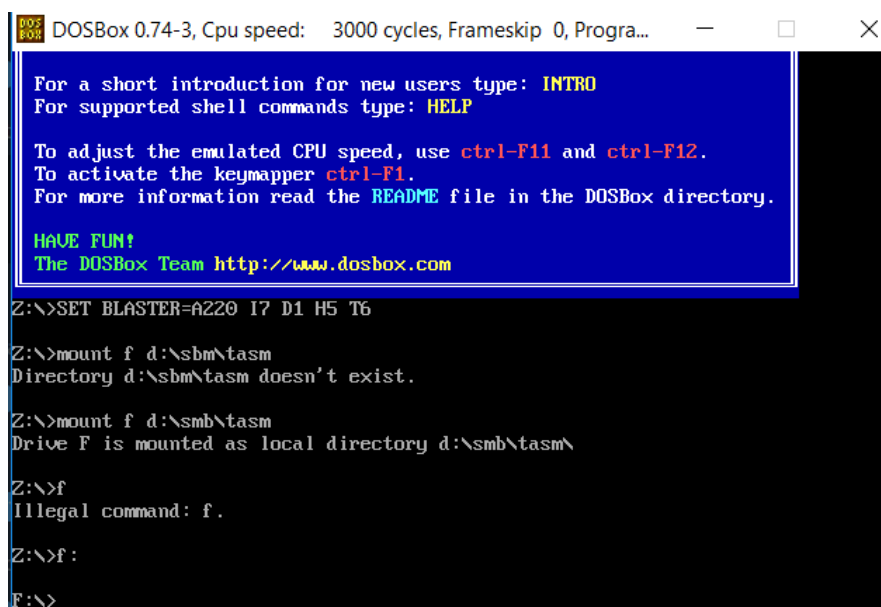 DOSBox 0.74-3, Cpu speed: 3000 cycles, Frameskip 0, Progra...
For a short introduction for new users type: INTRO
For supported shell commands type: HELP
To adjust the emulated CPU speed, use ctrl-F11 and ctrl-F12.
To activate the keymapper ctrl-F1.
For more information read the README file in the DOSBox directory.
HAVE FUN!
The DOSBox Team http://www.dosbox.com
Z:\>SET BLASTER=A220 I7 D1 H5 T6
Z:\>mount f d:\sbm\tasm
Directory d:\sbm\tasm doesn't exist.
Z:\>mount f d:\smb\tasm
Drive F is mounted as local directory d:\smb\tasm\
Z:\>f
Illegal command: f.
Z:\>f:
F:\>